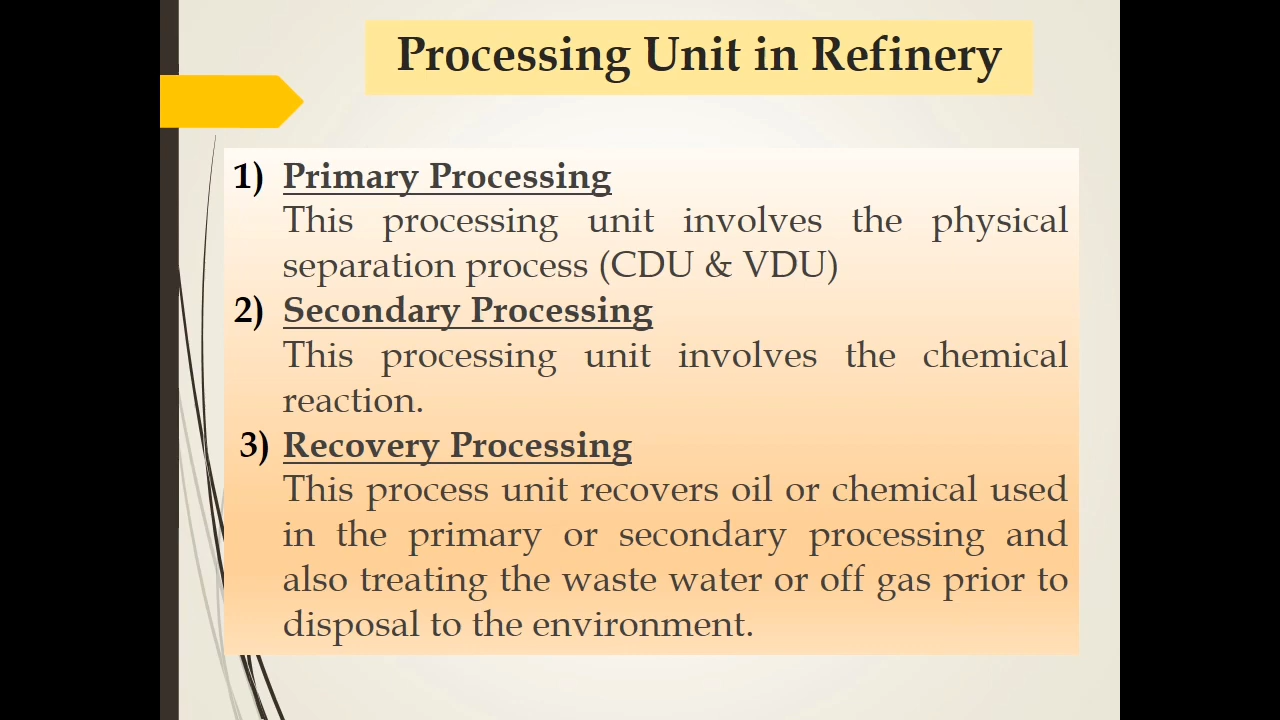 Processing Unit in Refinery
1) Primary Processing
This processing unit involves the physical
separation process (CDU & VDU)
2) Secondary Processing
This processing unit involves the chemical
reaction.
3) Recovery Processing
This process unit recovers oil or chemical used
in the primary or secondary processing and
also treating the waste water or off gas prior to
disposal to the environment.